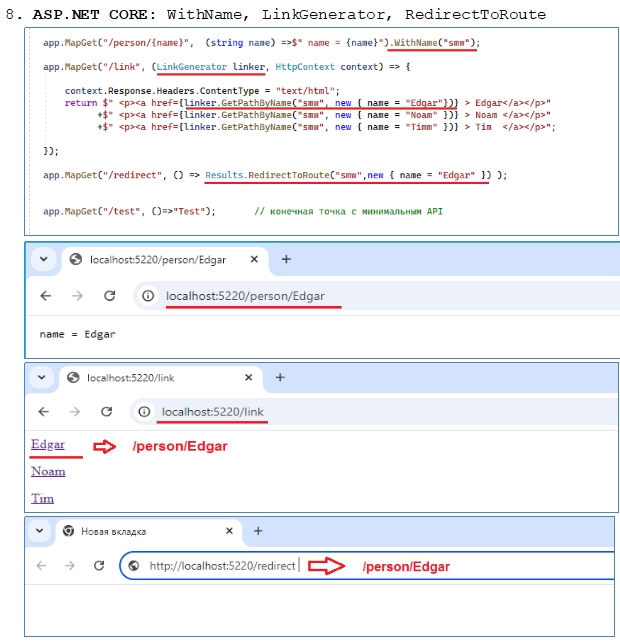 8. ASP.NET CORE: WithName, LinkGenerator, RedirectToRoute
app.MapGet("/person/{name}", (string name) =>$" name = {name}").WithName("smw");
app.MapGet("/link", (LinkGenerator linker, HttpContext context) => {
context.Response.Headers.ContentType = "text/html";
return $" <p><a href={linker.GetPathByName("smw", new { name = "Edgar"})} > Edgar</a></p>"
+$" <p><a href={linker.GetPathByName("smw", new { name = "Noam" })} > Noam </a></p>"
+$" <p><a href={linker.GetPathByName("smw", new { name = "Timm" })} > Tim </a></p>";
});
app.MapGet("/redirect", () => Results.RedirectToRoute("smw",new { name = "Edgar" }) );
app.MapGet("/test", ()=>"Test"); // конечная точка с минимальным API
localhost:5220/person/Edgar
localhost:5220/person/Edgar
name = Edgar
localhost:5220/link
localhost:5220/link
Edgar /person/Edgar
Noam
Tim
Новая вкладка
http://localhost:5220/redirect /person/Edgar